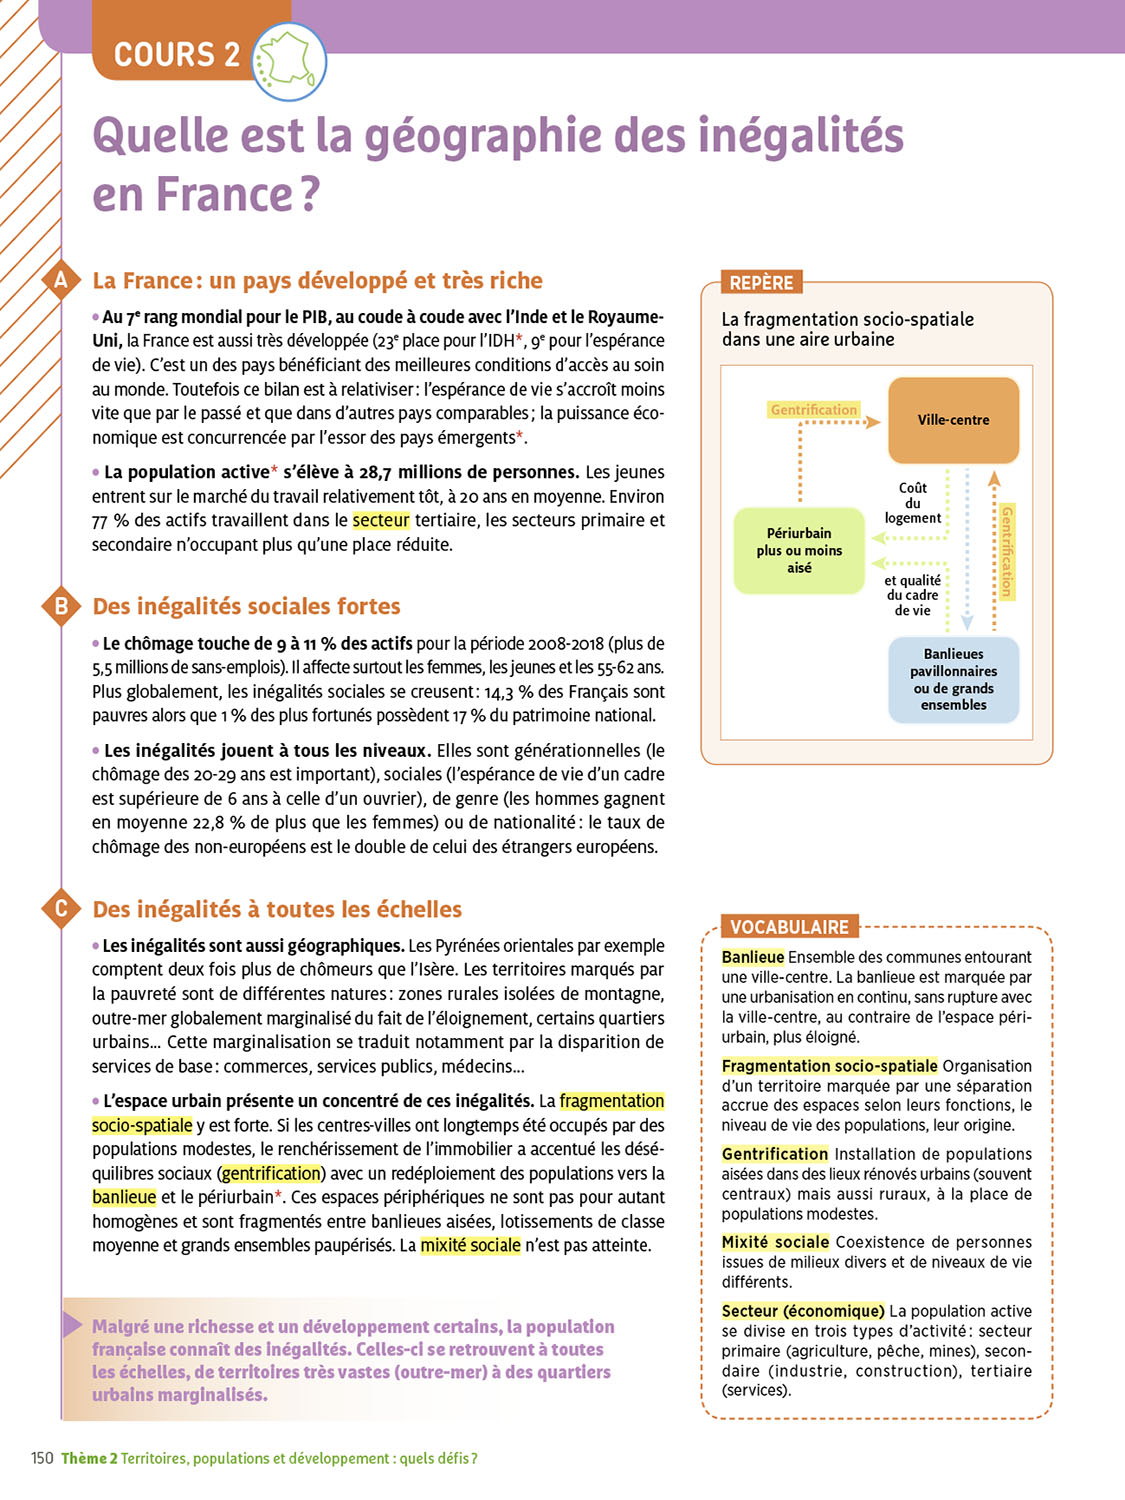 COURS 2
Quelle est la géographie des inégalités
en France ?
A
La France : un pays développé et très riche
• Au 7e rang mondial pour le PIB, au coude à coude avec l'Inde et le Royaume-
Uni, la France est aussi très développée (23e place pour l'IDH*, 9e pour l'espérance
de vie). C'est un des pays bénéficiant des meilleures conditions d'accès au soin
au monde. Toutefois ce bilan est à relativiser : l'espérance de vie s'accroît moins
vite que par le passé et que dans d'autres pays comparables ; la puissance éco-
nomique est concurrencée par l'essor des pays émergents*.
• La population active* s'élève à 28,7 millions de personnes. Les jeunes
entrent sur le marché du travail relativement tôt, à 20 ans en moyenne. Environ
77 % des actifs travaillent dans le secteur tertiaire, les secteurs primaire et
secondaire n'occupant plus qu'une place réduite.
B
Des inégalités sociales fortes
• Le chômage touche de 9 à 11 % des actifs pour la période 2008-2018 (plus de
5,5 millions de sans-emplois). Il affecte surtout les femmes, les jeunes et les 55-62 ans.
Plus globalement, les inégalités sociales se creusent : 14,3 % des Français sont
pauvres alors que 1 % des plus fortunés possèdent 17 % du patrimoine national.
• Les inégalités jouent à tous les niveaux. Elles sont générationnelles (le
chômage des 20-29 ans est important), sociales (l'espérance de vie d'un cadre
est supérieure de 6 ans à celle d'un ouvrier), de genre (les hommes gagnent
en moyenne 22,8 % de plus que les femmes) ou de nationalité : le taux de
chômage des non-européens est le double de celui des étrangers européens.
C
Des inégalités à toutes les échelles
• Les inégalités sont aussi géographiques. Les Pyrénées orientales par exemple
comptent deux fois plus de chômeurs que l'Isère. Les territoires marqués par
la pauvreté sont de différentes natures : zones rurales isolées de montagne,
outre-mer globalement marginalisé du fait de l'éloignement, certains quartiers
urbains... Cette marginalisation se traduit notamment par la disparition de
services de base : commerces, services publics, médecins...
• L'espace urbain présente un concentré de ces inégalités. La fragmentation
socio-spatiale y est forte. Si les centres-villes ont longtemps été occupés par des
populations modestes, le renchérissement de l'immobilier a accentué les désé-
quilibres sociaux (gentrification) avec un redéploiement des populations vers la
banlieue et le périurbain*. Ces espaces périphériques ne sont pas pour autant
homogènes et sont fragmentés entre banlieues aisées, lotissements de classe
moyenne et grands ensembles paupérisés. La mixité sociale n'est pas atteinte.
Malgré une richesse et un développement certains, la population
française connaît des inégalités. Celles-ci se retrouvent à toutes
les échelles, de territoires très vastes (outre-mer) à des quartiers
urbains marginalisés.
REPÈRE
La fragmentation socio-spatiale
dans une aire urbaine
Gentrification
Ville-centre
Coût
du
logement
Gentrification
Périurbain
plus ou moins
aisé
et qualité
du cadre
de vie
Banlieues
pavillonnaires
ou de grands
ensembles
VOCABULAIRE
Banlieue Ensemble des communes entourant
une ville-centre. La banlieue est marquée par
une urbanisation en continu, sans rupture avec
la ville-centre, au contraire de l'espace péri-
urbain, plus éloigné.
Fragmentation socio-spatiale Organisation
d'un territoire marquée par une séparation
accrue des espaces selon leurs fonctions, le
niveau de vie des populations, leur origine.
Gentrification Installation de populations
aisées dans des lieux rénovés urbains (souvent
centraux) mais aussi ruraux, à la place de
populations modestes.
Mixité sociale Coexistence de personnes
issues de milieux divers et de niveaux de vie
différents.
Secteur (économique) La population active
se divise en trois types d'activité : secteur
primaire (agriculture, pêche, mines), secon-
daire (industrie, construction), tertiaire
(services).
150 Thème 2 Territoires, populations et développement : quels défis ?